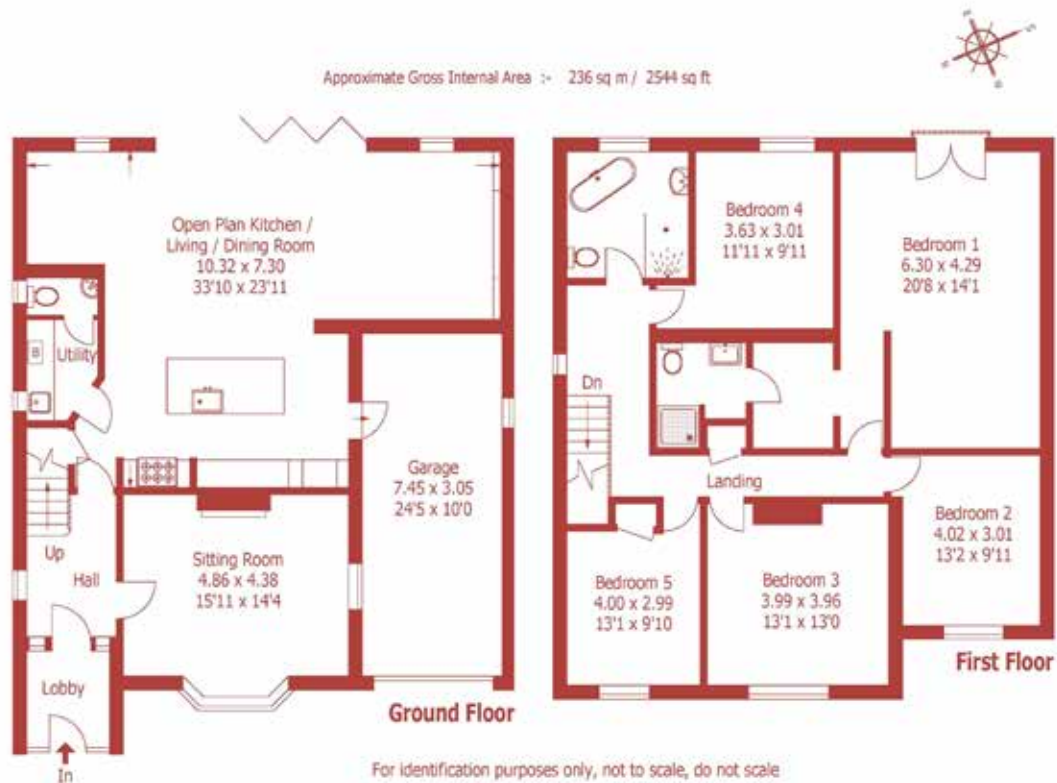 Approximate Gross Internal Area :- 236 sq m / 2544 sq ft
Open Plan Kitchen /
Living / Dining Room
10.32 x 7.30
33'10 x 23'11
Utility
B
Up
Hall
Lobby
In
Sitting Room
4.86 x 4.38
15'11 x 14'4
Garage
7.45 x 3.05
24'5 x 10'0
Ground Floor
Bedroom 4
3.63 x 3.01
11'11 x 9'11
Bedroom 1
6.30 x 4.29
20'8 x 14'1
Dn
Landing
Bedroom 2
4.02 x 3.01
13'2 x 9'11
Bedroom 5
4.00 x 2.99
13'1 x 9'10
Bedroom 3
3.99 x 3.96
13'1 x 13'0
First Floor
For identification purposes only, not to scale, do not scale